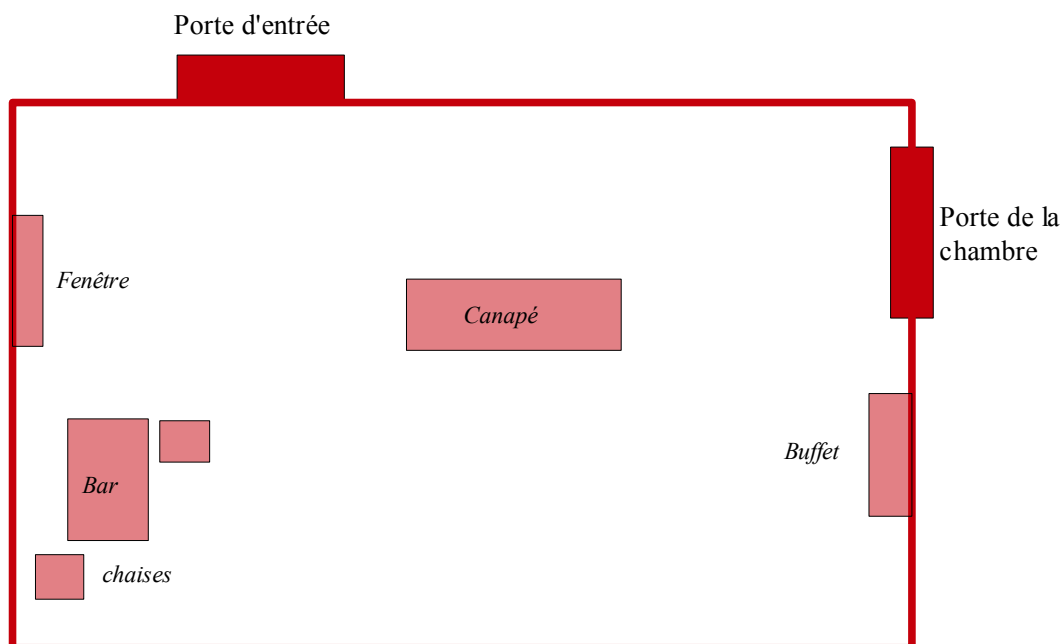 Porte d'entrée
Porte de la
chambre
Fenêtre
Canapé
Buffet
Bar
chaises